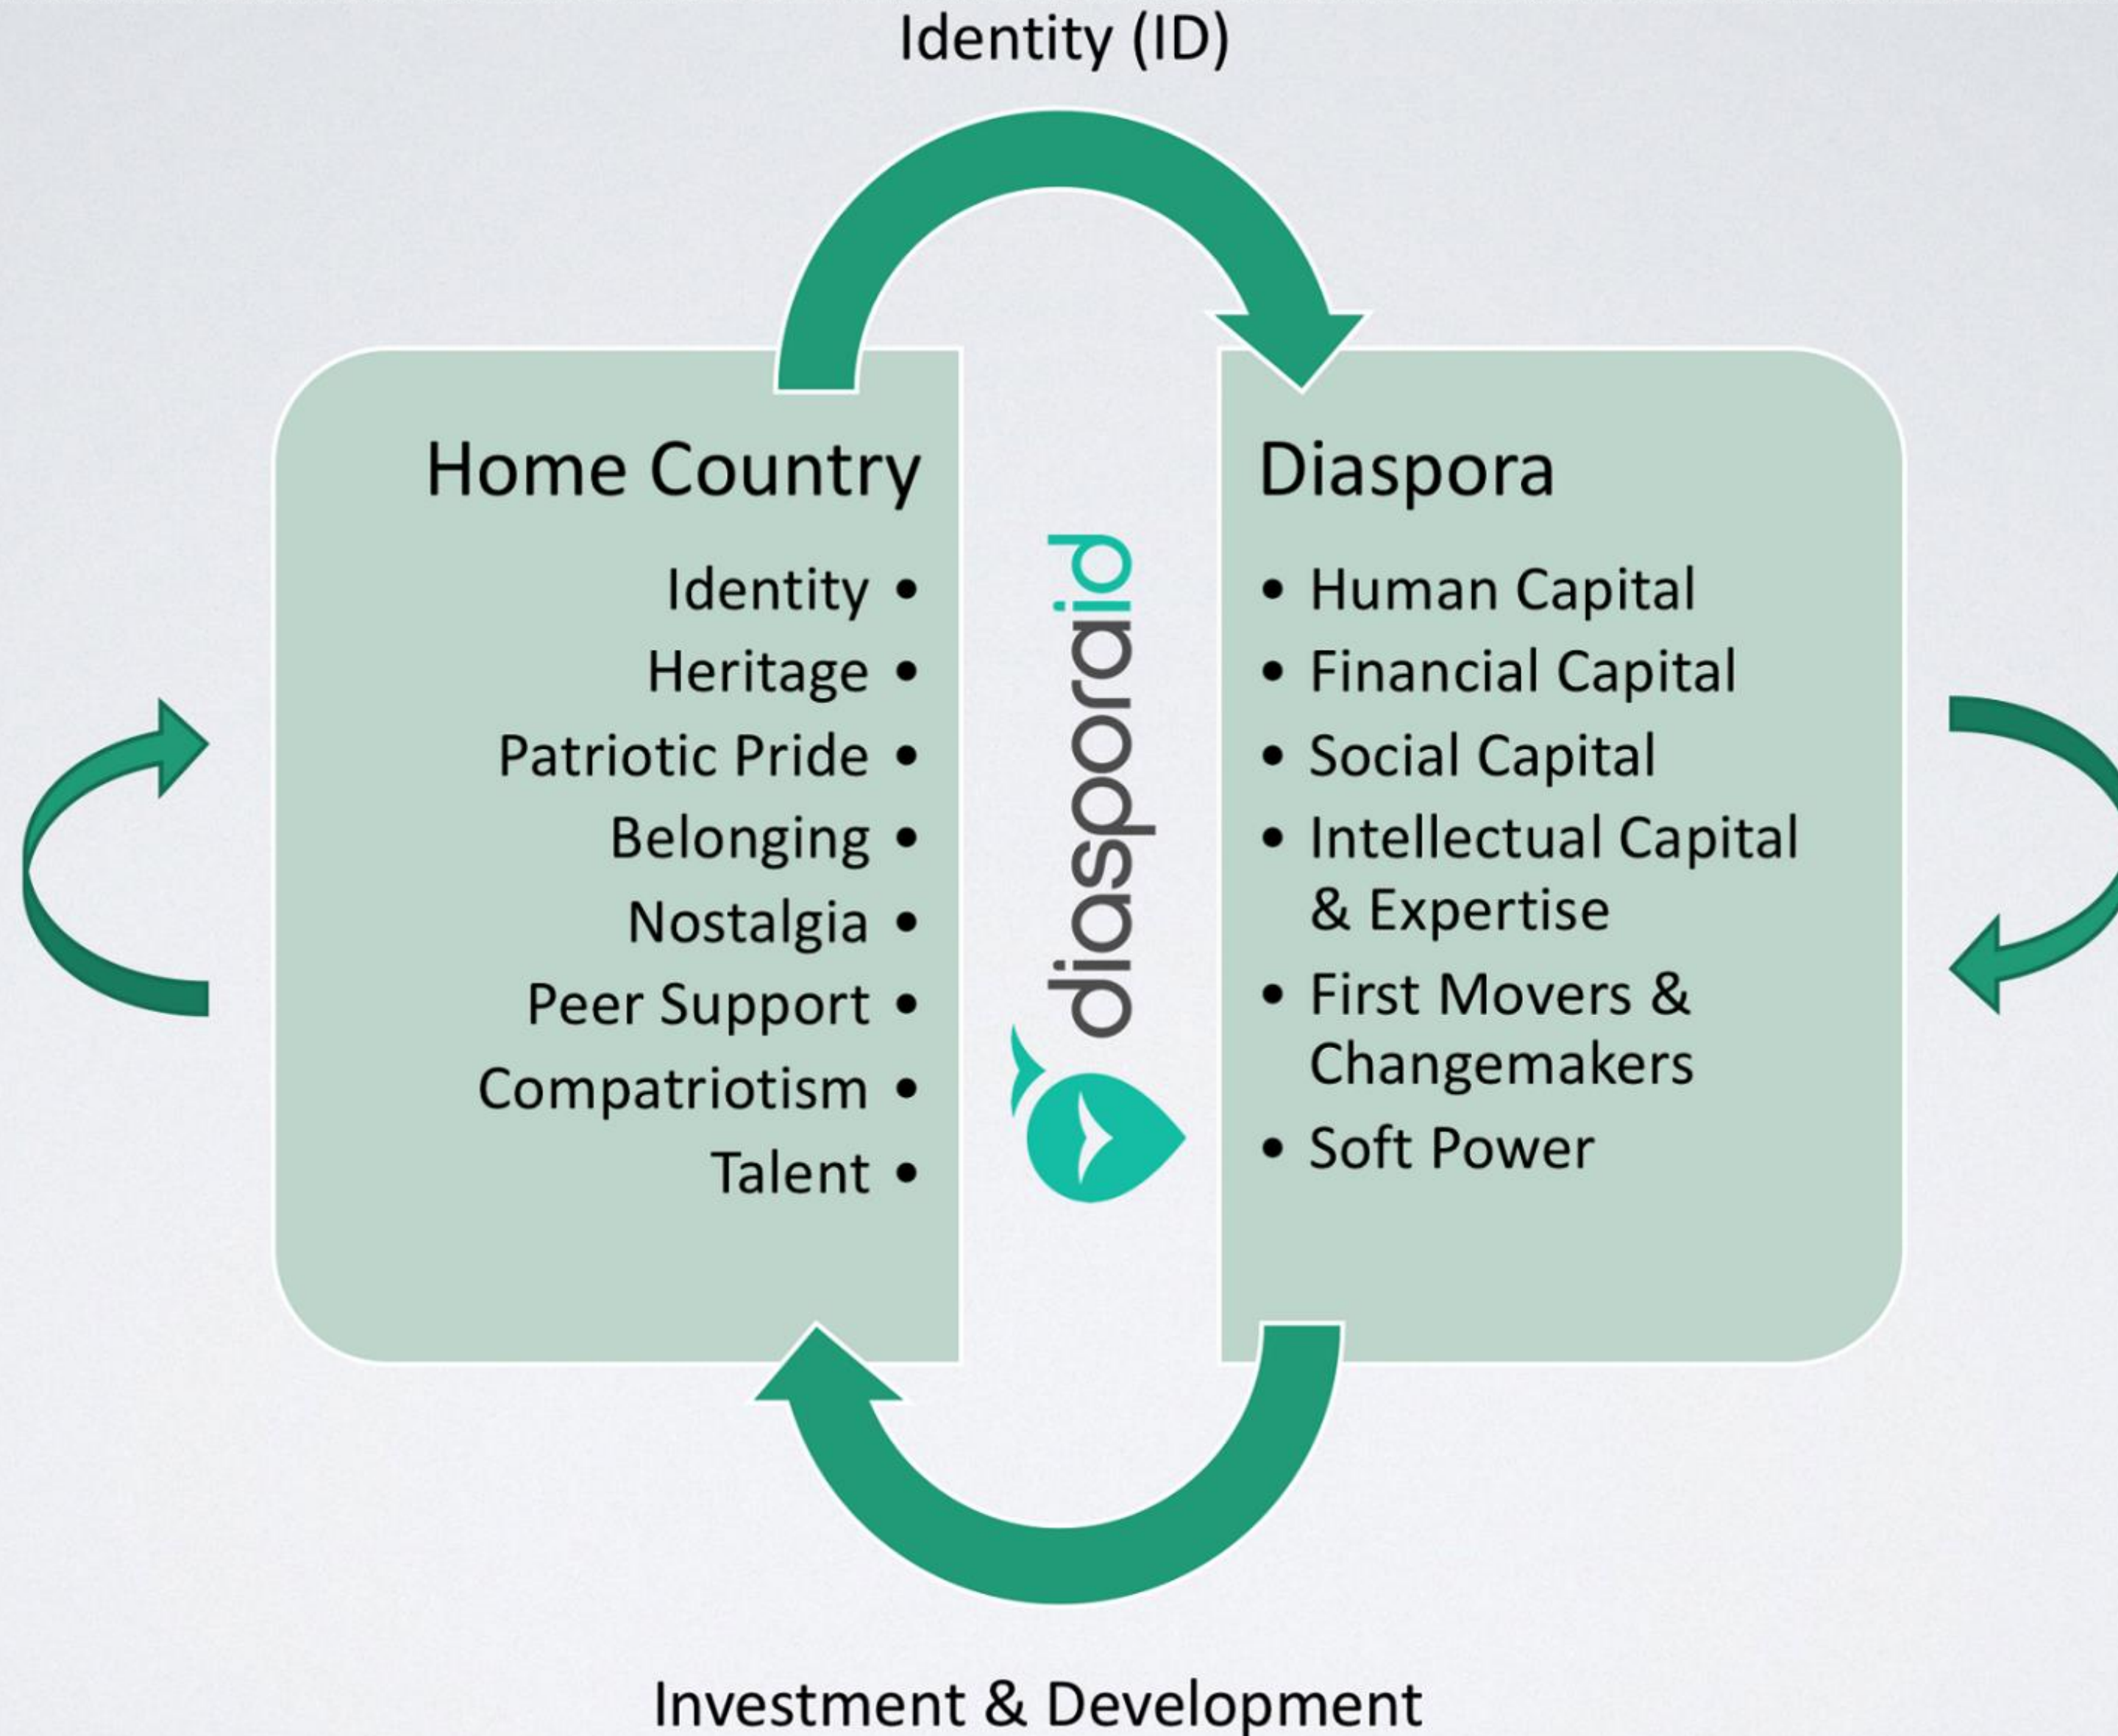 Identity (ID)
Home Country
Identity •
Heritage •
Patriotic Pride •
Belonging •
Nostalgia •
Peer Support •
Compatriotism •
Talent •
diasporaid
Diaspora
• Human Capital
• Financial Capital
• Social Capital
• Intellectual Capital
& Expertise
• First Movers &
Changemakers
• Soft Power
Investment & Development